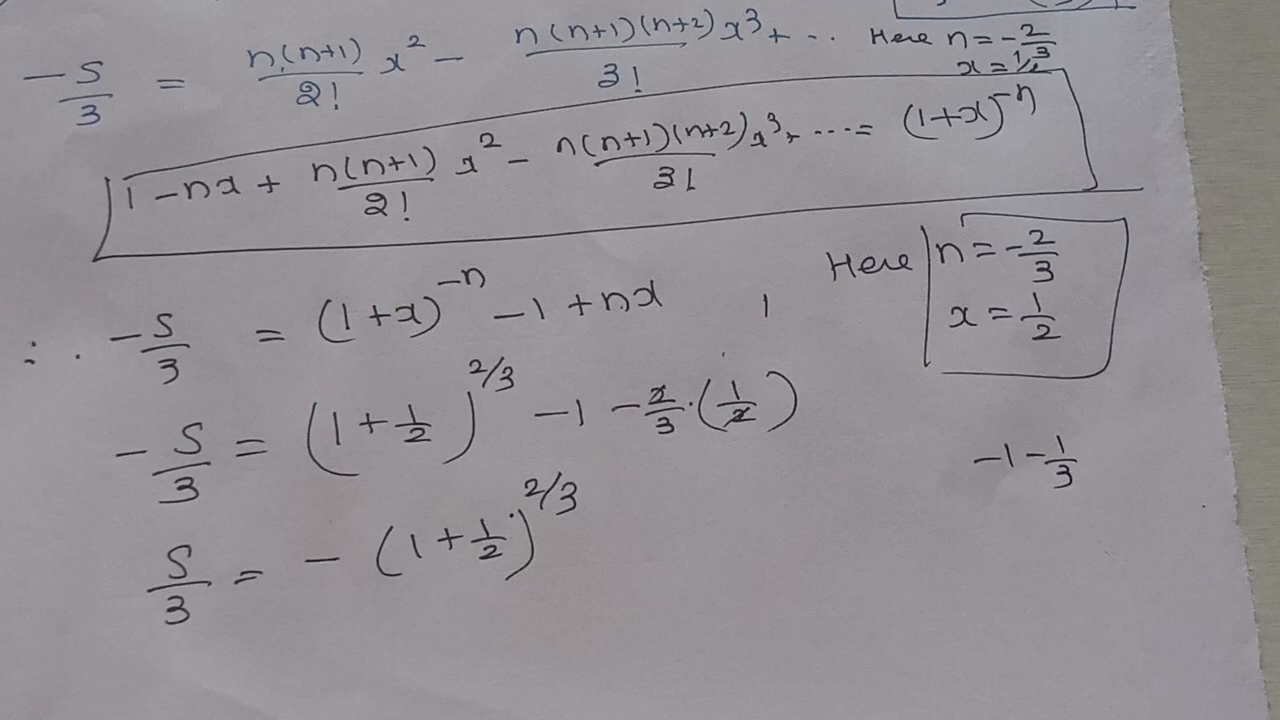 -S/3 = n(n+1)/2! x² - n(n+1)(n+2)/3! x³ + .. Here n = -2/3
x = 1/2
1 - nx + n(n+1)/2! x² - n(n+1)(n+2)/3! x³ + ... = (1+x)^-n
Here n = -2/3
x = 1/2
∴ -S/3 = (1+x)^-n - 1 + nx ,
-S/3 = (1 + 1/2)^2/3 - 1 - 2/3 · (1/2)
-1 - 1/3
S/3 = - (1 + 1/2)^2/3